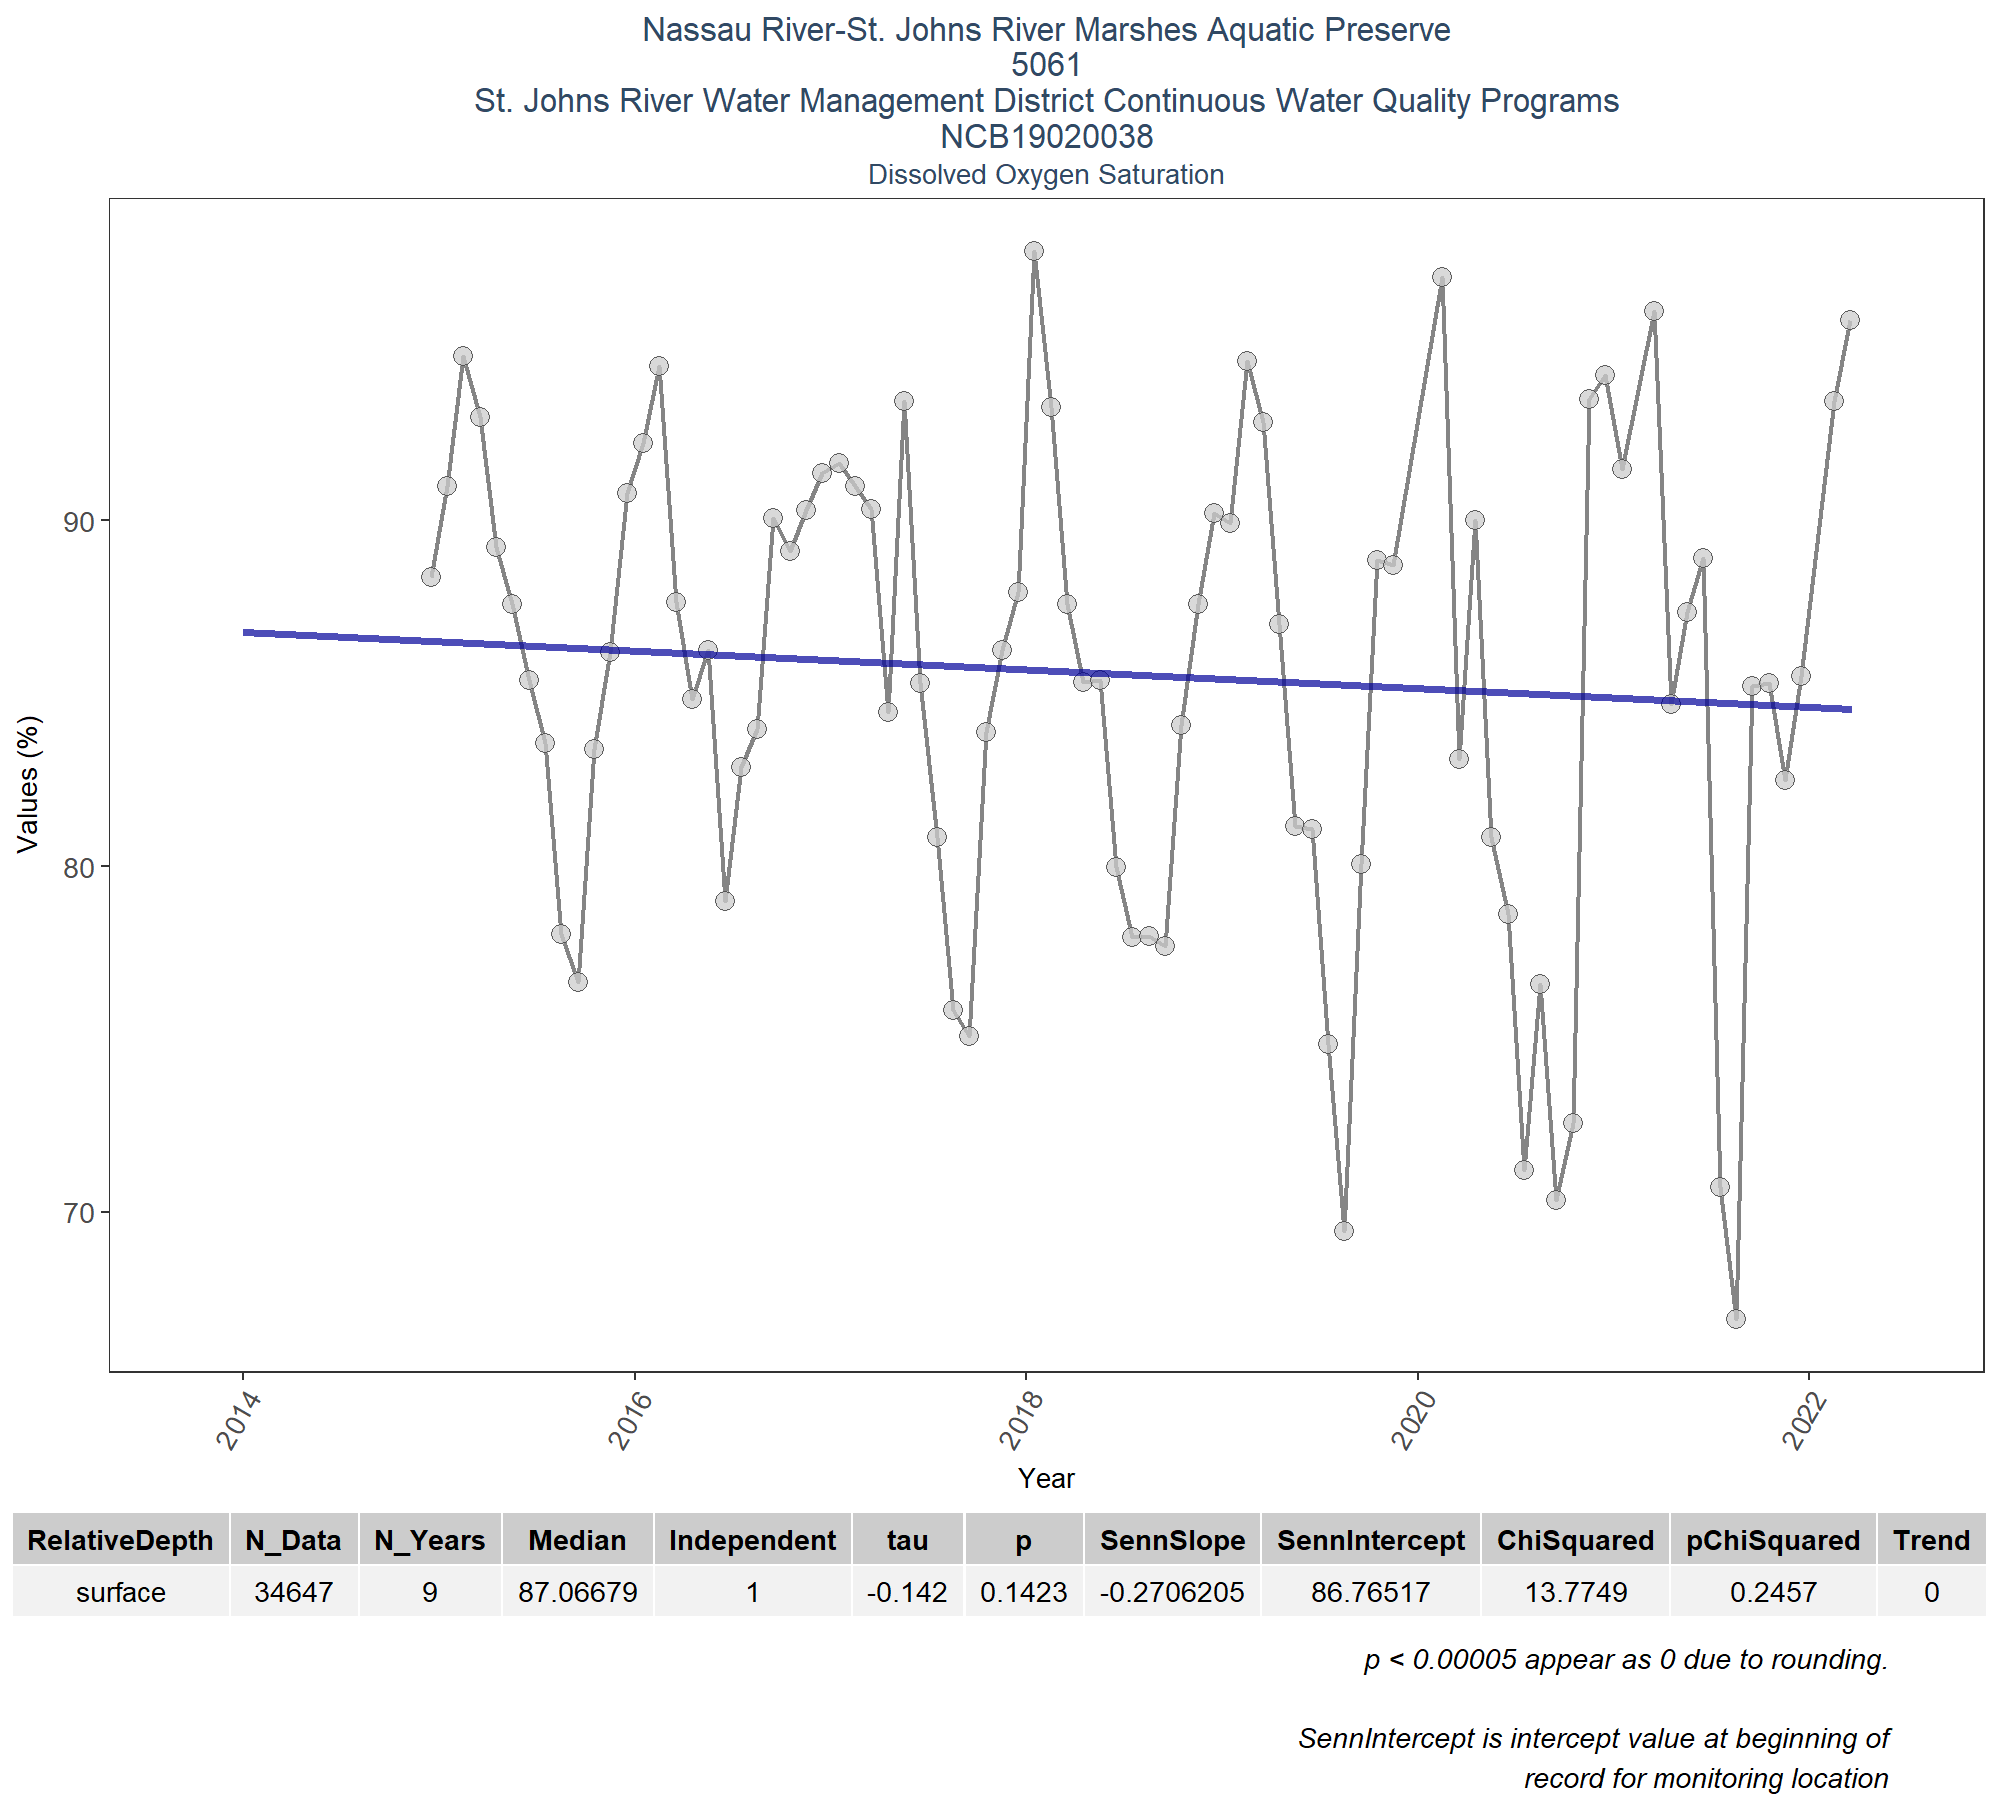 Nassau River-St. Johns River Marshes Aquatic Preserve
5061
St. Johns River Water Management District Continuous Water Quality Programs
NCB19020038
Dissolved Oxygen Saturation
Values (%)
90
80
70
2014 2016 2018 2020 2022
Year
RelativeDepth N_Data N_Years Median Independent tau p SennSlope SennIntercept ChiSquared pChiSquared Trend
surface 34647 9 87.06679 1 -0.142 0.1423 -0.2706205 86.76517 13.7749 0.2457 0
p < 0.00005 appear as 0 due to rounding.
SennIntercept is intercept value at beginning of
record for monitoring location